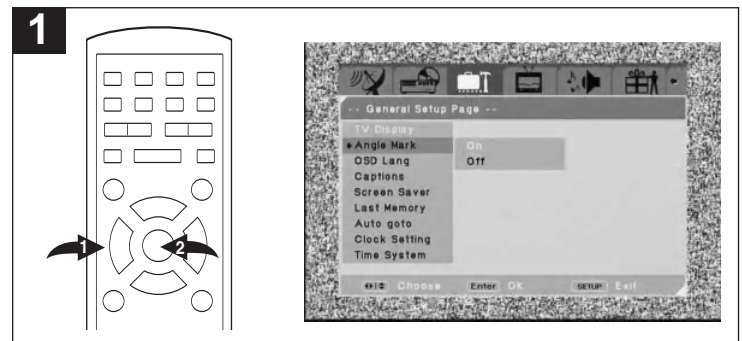 1
1
2
-- General Setup Page --
TV Display
Angle Mark On
OSD Lang Off
Captions
Screen Saver
Last Memory
Auto goto
Clock Setting
Time System
Choose Enter OK SETUP Exit